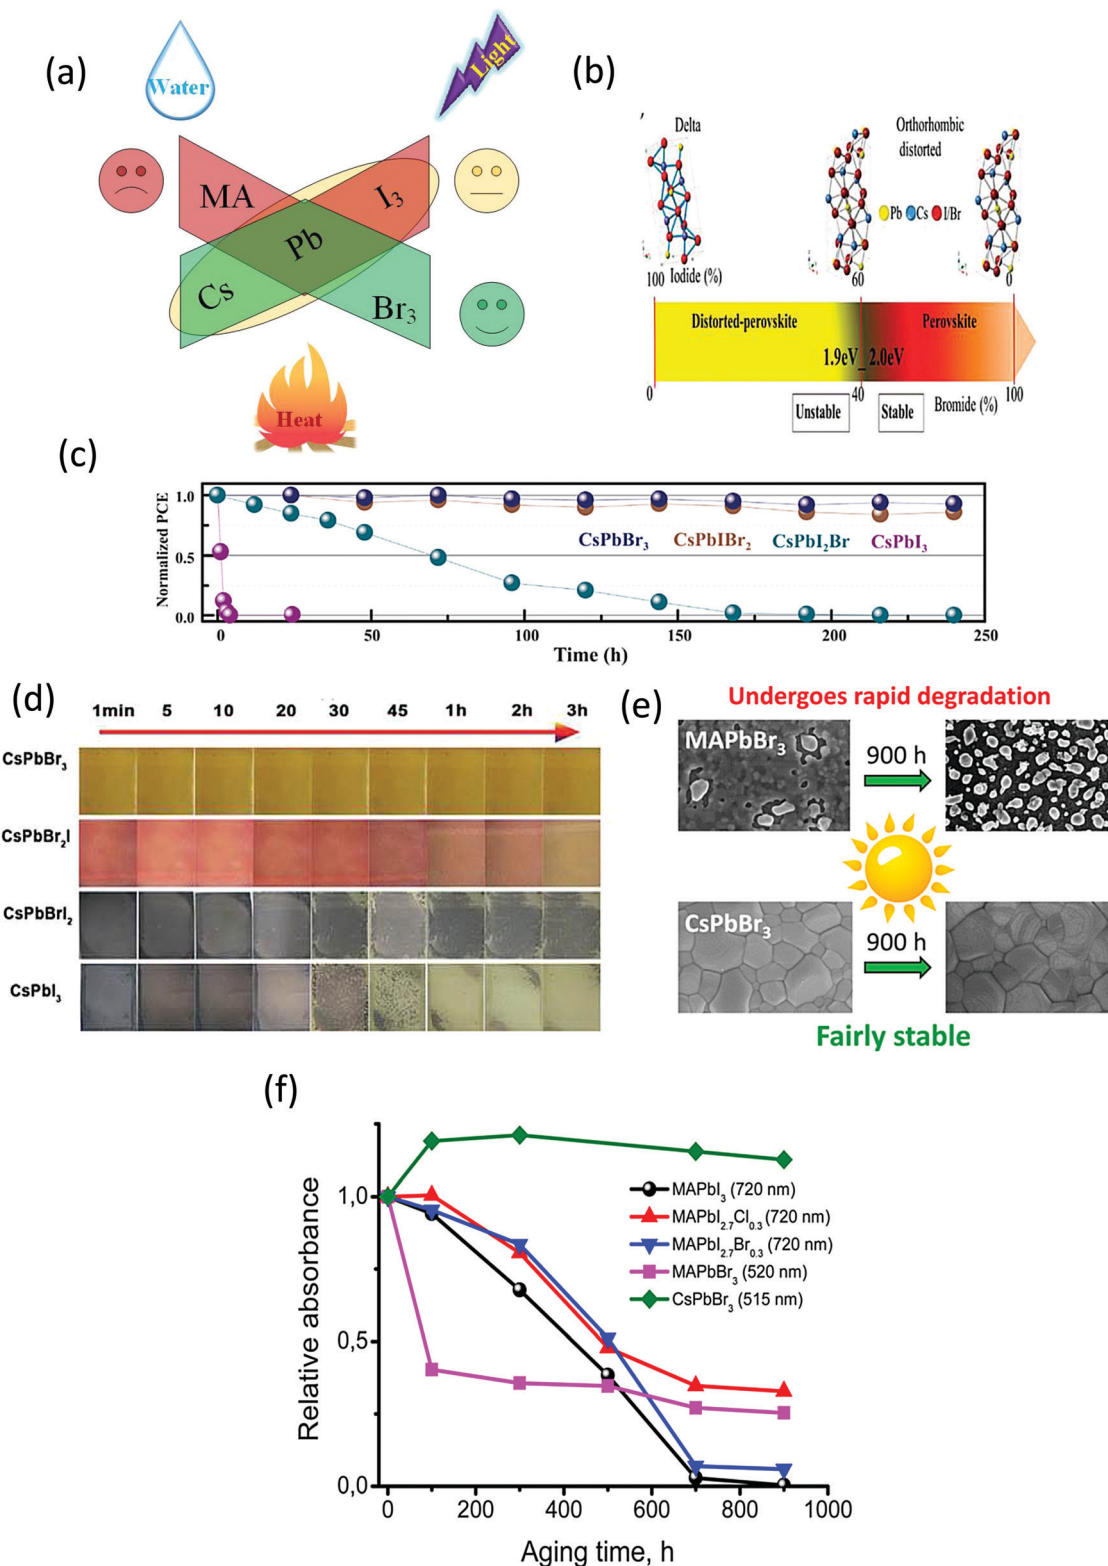 (a)
Water
Light
MA
I₃
Pb
Cs
Br₃
Heat
(b)
Delta
Orthorhombic
distorted
Pb Cs I/Br
100 Iodide (%) 60 0
Distorted-perovskite
Perovskite
1.9eV_2.0eV
0 40 100
Unstable
Stable
Bromide (%)
(c)
Normalized PCE
1.0
0.5
0.0
CsPbBr₃ CsPbIBr₂ CsPbI₂Br CsPbI₃
0 50 100 150 200 250
Time (h)
(d)
1min 5 10 20 30 45 1h 2h 3h
CsPbBr₃
CsPbBr₂I
CsPbBrI₂
CsPbI₃
(e)
Undergoes rapid degradation
MAPbBr₃
900 h
CsPbBr₃
900 h
Fairly stable
(f)
Relative absorbance
1,0
0,5
0,0
MAPbI₃ (720 nm)
MAPbI₂.₇Cl₀.₃ (720 nm)
MAPbI₂.₇Br₀.₃ (720 nm)
MAPbBr₃ (520 nm)
CsPbBr₃ (515 nm)
0 200 400 600 800 1000
Aging time, h